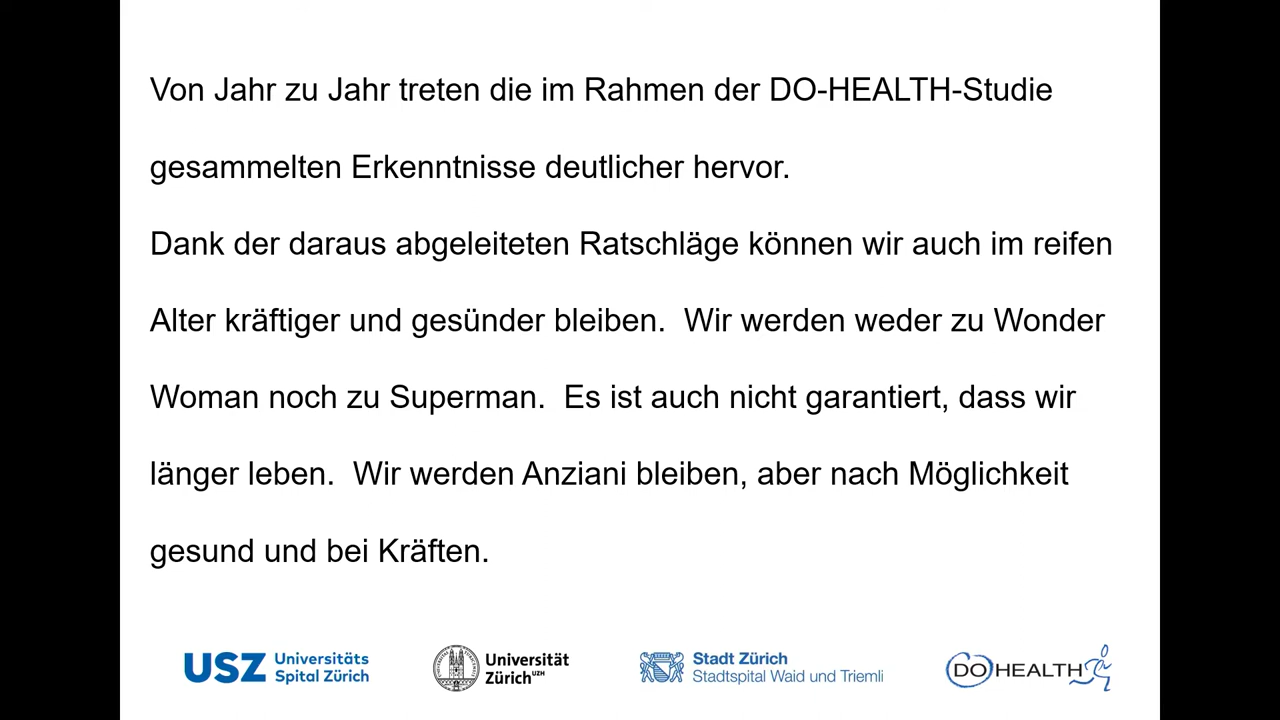 Von Jahr zu Jahr treten die im Rahmen der DO-HEALTH-Studie
gesammelten Erkenntnisse deutlicher hervor.
Dank der daraus abgeleiteten Ratschläge können wir auch im reifen
Alter kräftiger und gesünder bleiben.  Wir werden weder zu Wonder
Woman noch zu Superman.  Es ist auch nicht garantiert, dass wir
länger leben.  Wir werden Anziani bleiben, aber nach Möglichkeit
gesund und bei Kräften.
USZ Universitäts
Spital Zürich
Universität
Zürich UZH
Stadt Zürich
Stadtspital Waid und Triemli
DO HEALTH